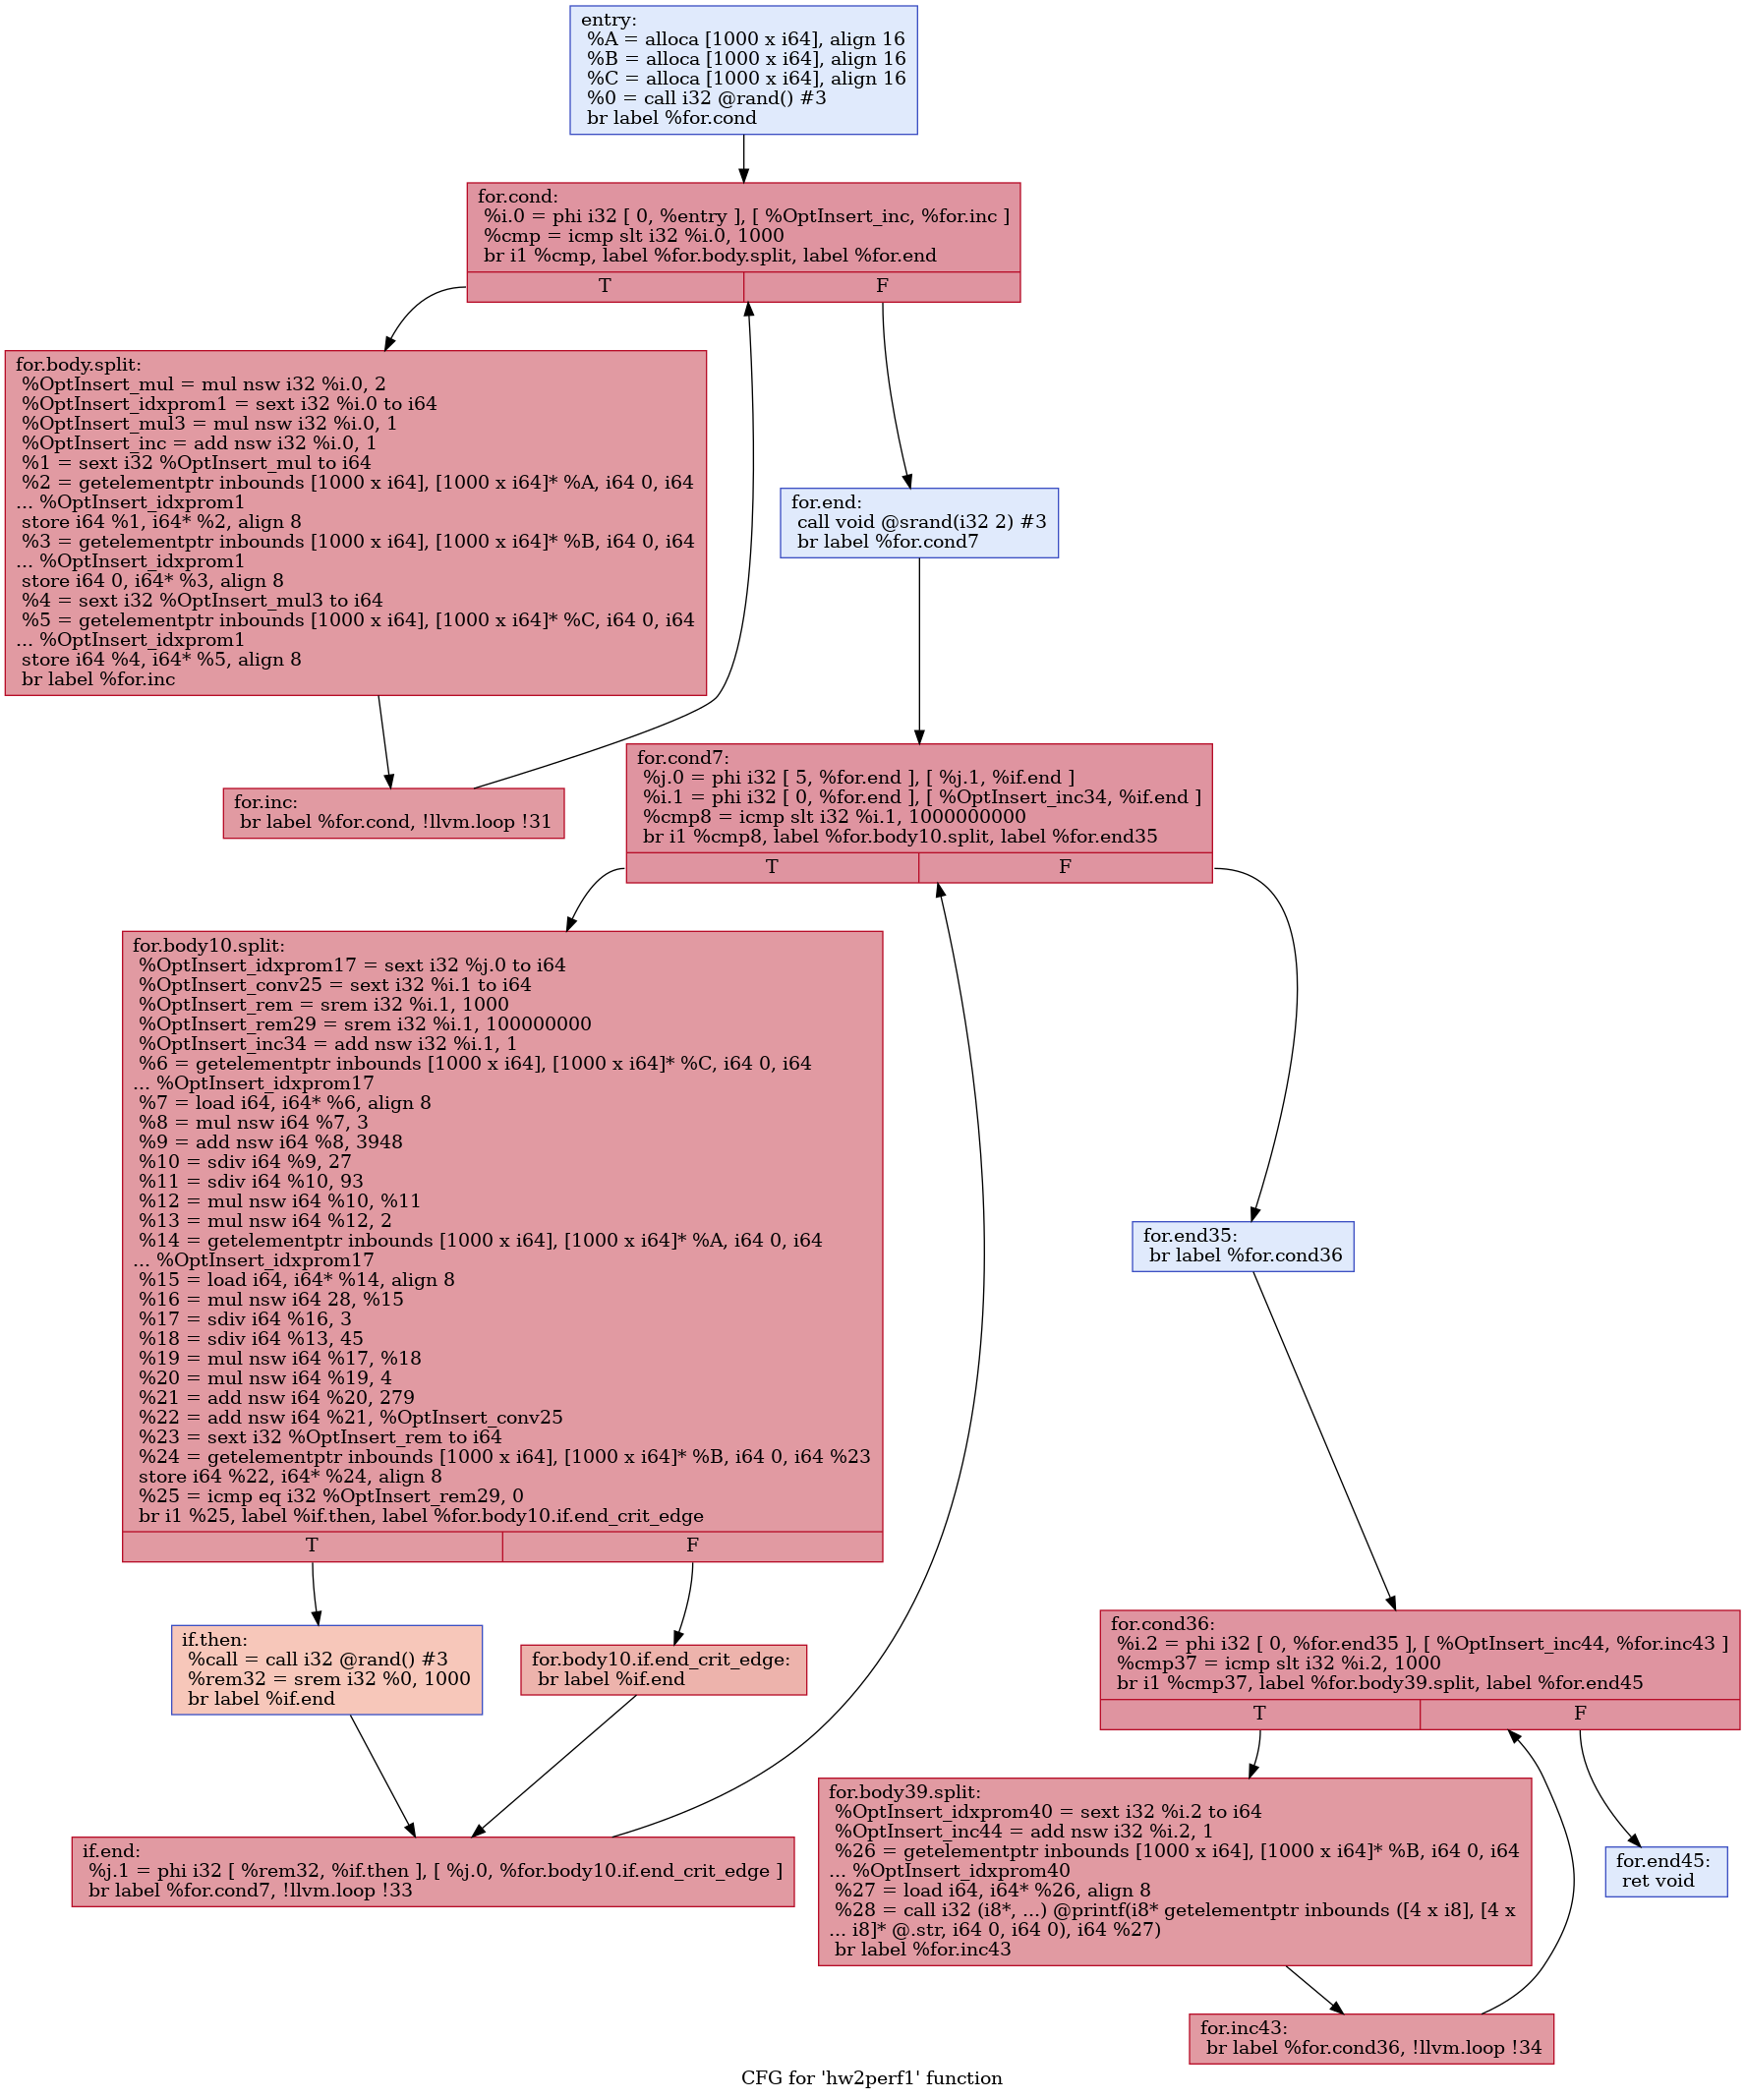 entry:
%A = alloca [1000 x i64], align 16
%B = alloca [1000 x i64], align 16
%C = alloca [1000 x i64], align 16
%0 = call i32 @rand() #3
br label %for.cond
for.cond:
%i.0 = phi i32 [ 0, %entry ], [ %OptInsert_inc, %for.inc ]
%cmp = icmp slt i32 %i.0, 1000
br i1 %cmp, label %for.body.split, label %for.end
T
F
for.body.split:
%OptInsert_mul = mul nsw i32 %i.0, 2
%OptInsert_idxprom1 = sext i32 %i.0 to i64
%OptInsert_mul3 = mul nsw i32 %i.0, 1
%OptInsert_inc = add nsw i32 %i.0, 1
%1 = sext i32 %OptInsert_mul to i64
%2 = getelementptr inbounds [1000 x i64], [1000 x i64]* %A, i64 0, i64
... %OptInsert_idxprom1
store i64 %1, i64* %2, align 8
%3 = getelementptr inbounds [1000 x i64], [1000 x i64]* %B, i64 0, i64
... %OptInsert_idxprom1
store i64 0, i64* %3, align 8
%4 = sext i32 %OptInsert_mul3 to i64
%5 = getelementptr inbounds [1000 x i64], [1000 x i64]* %C, i64 0, i64
... %OptInsert_idxprom1
store i64 %4, i64* %5, align 8
br label %for.inc
for.end:
call void @srand(i32 2) #3
br label %for.cond7
for.inc:
br label %for.cond, !llvm.loop !31
for.cond7:
%j.0 = phi i32 [ 5, %for.end ], [ %j.1, %if.end ]
%i.1 = phi i32 [ 0, %for.end ], [ %OptInsert_inc34, %if.end ]
%cmp8 = icmp slt i32 %i.1, 1000000000
br i1 %cmp8, label %for.body10.split, label %for.end35
T
F
for.body10.split:
%OptInsert_idxprom17 = sext i32 %j.0 to i64
%OptInsert_conv25 = sext i32 %i.1 to i64
%OptInsert_rem = srem i32 %i.1, 1000
%OptInsert_rem29 = srem i32 %i.1, 100000000
%OptInsert_inc34 = add nsw i32 %i.1, 1
%6 = getelementptr inbounds [1000 x i64], [1000 x i64]* %C, i64 0, i64
... %OptInsert_idxprom17
%7 = load i64, i64* %6, align 8
%8 = mul nsw i64 %7, 3
%9 = add nsw i64 %8, 3948
%10 = sdiv i64 %9, 27
%11 = sdiv i64 %10, 93
%12 = mul nsw i64 %10, %11
%13 = mul nsw i64 %12, 2
%14 = getelementptr inbounds [1000 x i64], [1000 x i64]* %A, i64 0, i64
... %OptInsert_idxprom17
%15 = load i64, i64* %14, align 8
%16 = mul nsw i64 28, %15
%17 = sdiv i64 %16, 3
%18 = sdiv i64 %13, 45
%19 = mul nsw i64 %17, %18
%20 = mul nsw i64 %19, 4
%21 = add nsw i64 %20, 279
%22 = add nsw i64 %21, %OptInsert_conv25
%23 = sext i32 %OptInsert_rem to i64
%24 = getelementptr inbounds [1000 x i64], [1000 x i64]* %B, i64 0, i64 %23
store i64 %22, i64* %24, align 8
%25 = icmp eq i32 %OptInsert_rem29, 0
br i1 %25, label %if.then, label %for.body10.if.end_crit_edge
T
F
for.end35:
br label %for.cond36
if.then:
%call = call i32 @rand() #3
%rem32 = srem i32 %0, 1000
br label %if.end
for.body10.if.end_crit_edge:
br label %if.end
for.cond36:
%i.2 = phi i32 [ 0, %for.end35 ], [ %OptInsert_inc44, %for.inc43 ]
%cmp37 = icmp slt i32 %i.2, 1000
br i1 %cmp37, label %for.body39.split, label %for.end45
T
F
if.end:
%j.1 = phi i32 [ %rem32, %if.then ], [ %j.0, %for.body10.if.end_crit_edge ]
br label %for.cond7, !llvm.loop !33
for.body39.split:
%OptInsert_idxprom40 = sext i32 %i.2 to i64
%OptInsert_inc44 = add nsw i32 %i.2, 1
%26 = getelementptr inbounds [1000 x i64], [1000 x i64]* %B, i64 0, i64
... %OptInsert_idxprom40
%27 = load i64, i64* %26, align 8
%28 = call i32 (i8*, ...) @printf(i8* getelementptr inbounds ([4 x i8], [4 x
... i8]* @.str, i64 0, i64 0), i64 %27)
br label %for.inc43
for.end45:
ret void
for.inc43:
br label %for.cond36, !llvm.loop !34
CFG for 'hw2perf1' function